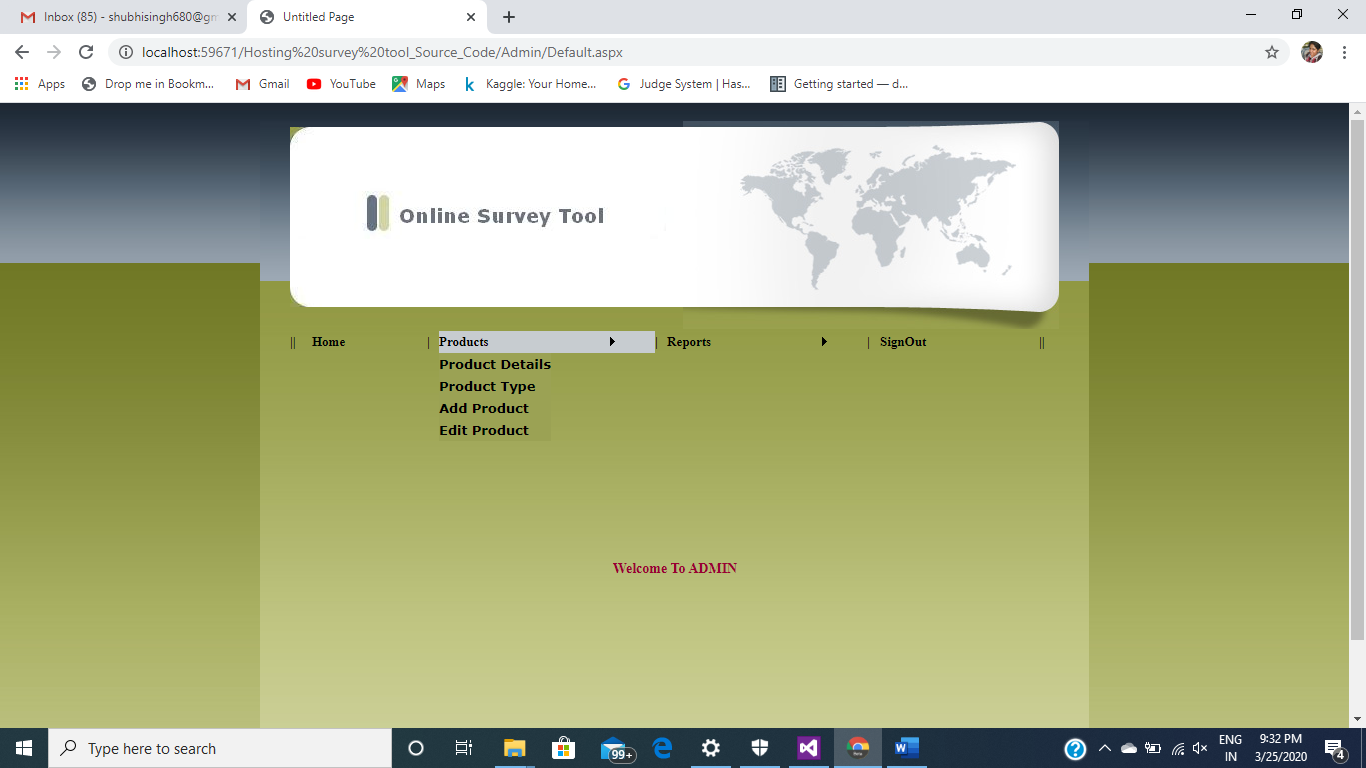 Inbox (85) - shubhisingh680@gm
Untitled Page
localhost:59671/Hosting%20survey%20tool_Source_Code/Admin/Default.aspx
Apps Drop me in Bookm... Gmail YouTube Maps Kaggle: Your Home... Judge System | Has... Getting started — d...
Online Survey Tool
|| Home | Products | Reports | SignOut ||
Product Details
Product Type
Add Product
Edit Product
Welcome To ADMIN
Type here to search
99+
ENG
IN
9:32 PM
3/25/2020
4